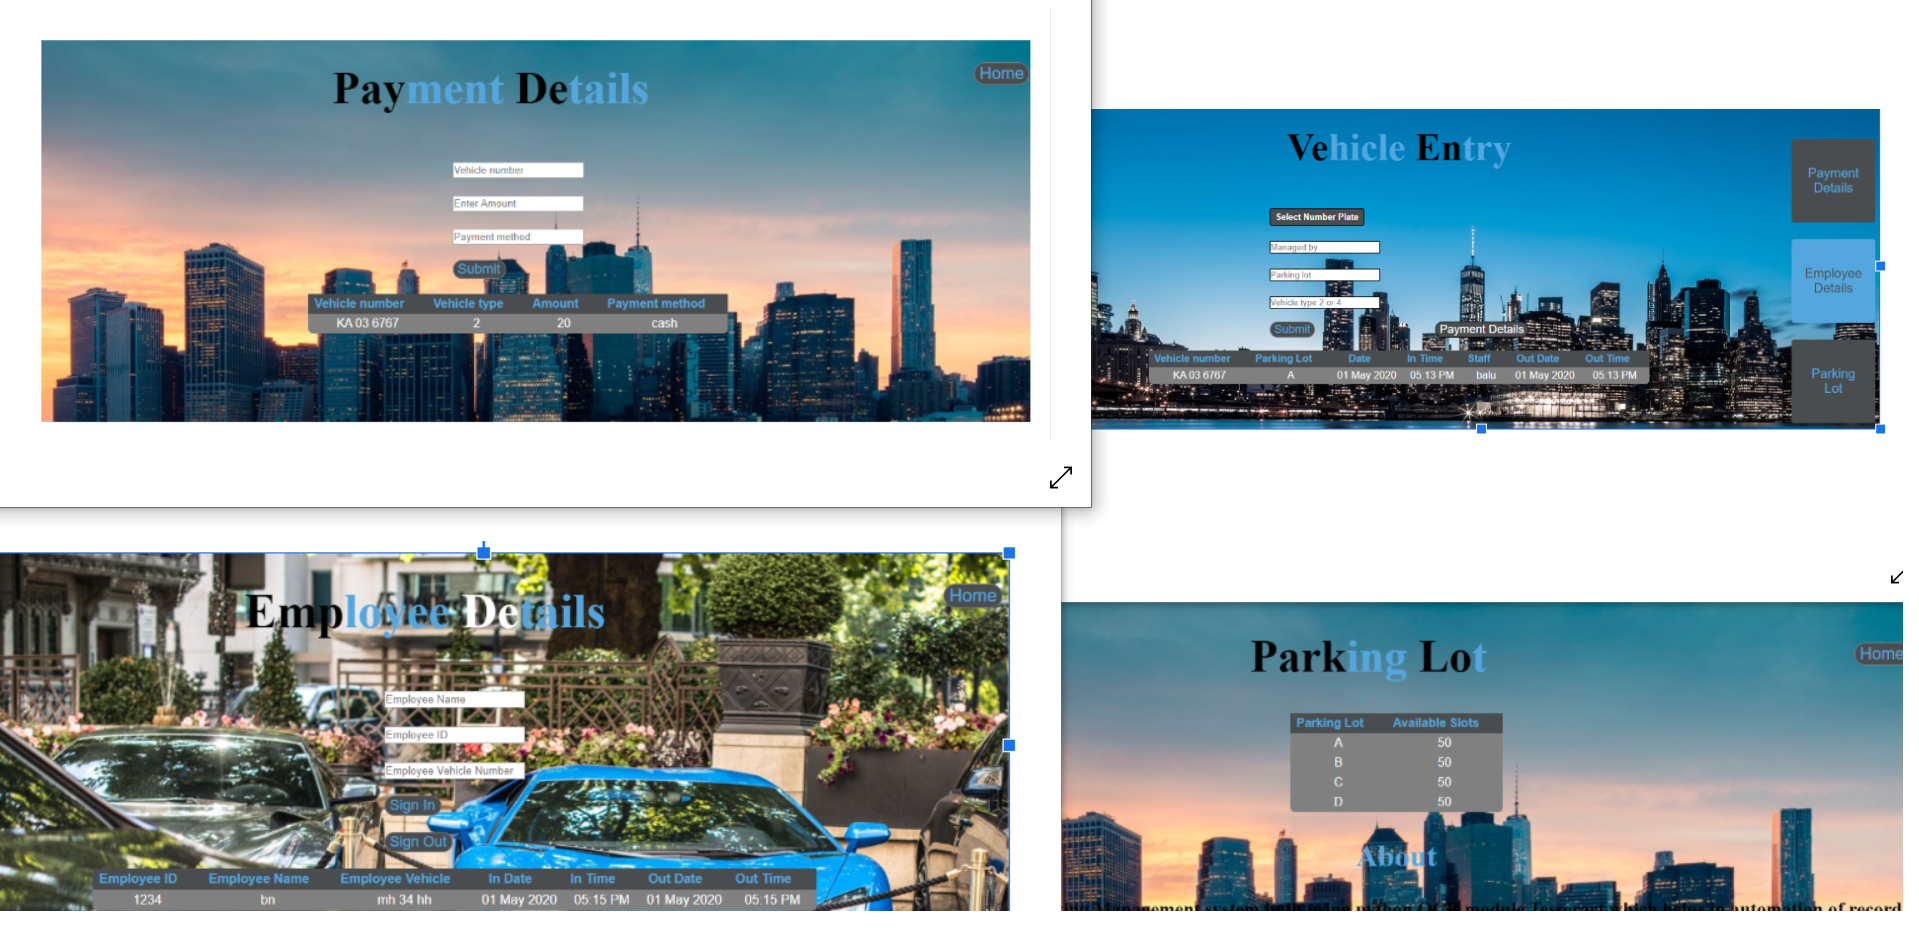 Payment Details
Home
Vehicle number
Enter Amount
Payment method
Submit
Vehicle number Vehicle type Amount Payment method
KA 03 6767 2 20 cash
Vehicle Entry
Payment
Details
Select Number Plate
Managed by
Employee
Details
Parking lot
Vehicle type 2 or 4
Submit
Payment Details
Vehicle number Parking Lot Date In Time Staff Out Date Out Time
KA 03 6767 A 01 May 2020 05:13 PM balu 01 May 2020 05:13 PM
Parking
Lot
Employee Details
Home
Employee Name
Employee ID
Employee Vehicle Number
Sign In
Sign Out
Employee ID Employee Name Employee Vehicle In Date In Time Out Date Out Time
1234 bn mh 34 hh 01 May 2020 05:15 PM 01 May 2020 05:15 PM
Parking Lot
Home
Parking Lot Available Slots
A 50
B 50
C 50
D 50
About
Management system python module Tesseract which helps in automation of record